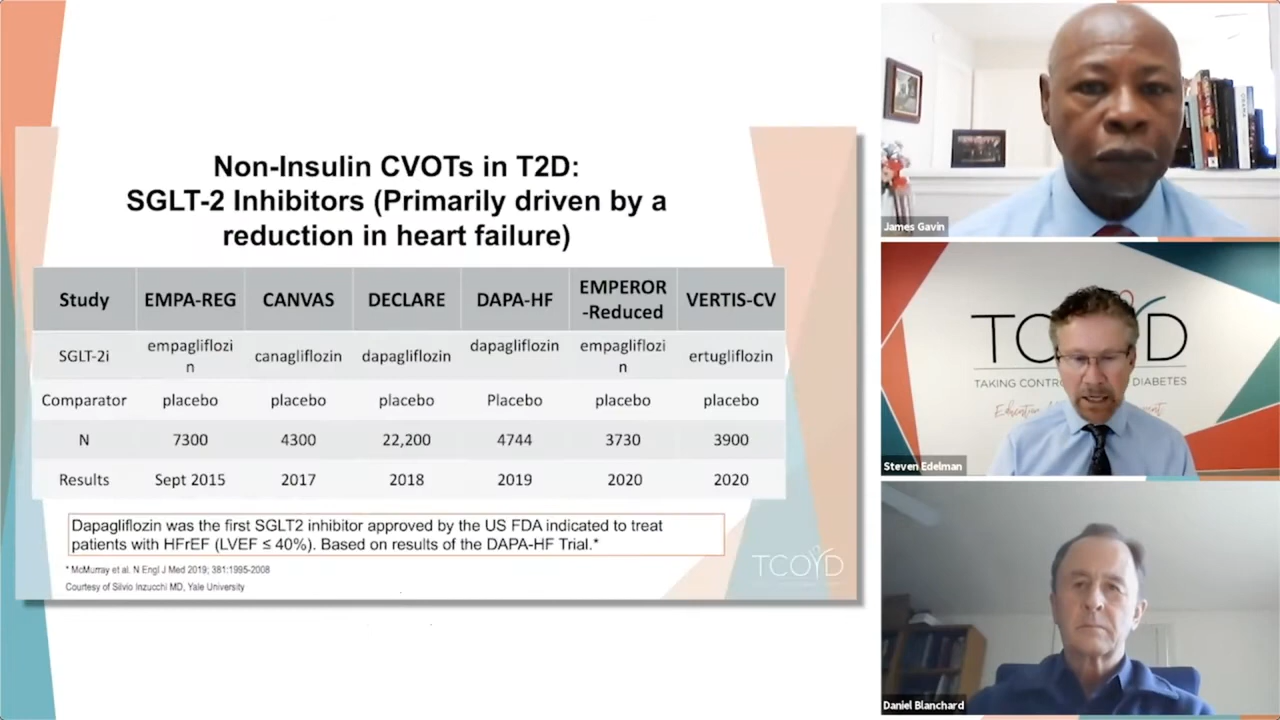 Non-Insulin CVOTs in T2D:
SGLT-2 Inhibitors (Primarily driven by a
reduction in heart failure)
Study EMPA-REG CANVAS DECLARE DAPA-HF EMPEROR
-Reduced VERTIS-CV
SGLT-2i empagliflozi
n canagliflozin dapagliflozin dapagliflozin empagliflozi
n ertugliflozin
Comparator placebo placebo placebo Placebo placebo placebo
N 7300 4300 22,200 4744 3730 3900
Results Sept 2015 2017 2018 2019 2020 2020
Dapagliflozin was the first SGLT2 inhibitor approved by the US FDA indicated to treat
patients with HFrEF (LVEF ≤ 40%). Based on results of the DAPA-HF Trial.*
* McMurray et al. N Engl J Med 2019; 381:1995-2008
Courtesy of Silvio Inzucchi MD, Yale University
TCOYD
James Gavin
TCOYD
TAKING CONTR DIABETES
Steven Edelman
Daniel Blanchard